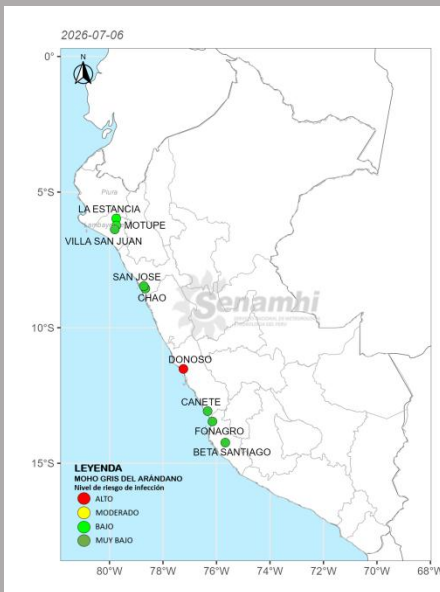 2026-07-06
N
0°
5°S
10°S
15°S
Piura
LA ESTANCIA
MOTUPE
VILLA SAN JUAN
SAN JOSE
CHAO
Senamhi
DONOSO
CANETE
FONAGRO
BETA SANTIAGO
LEYENDA
MOHO GRIS DEL ARÁNDANO
Nivel de riesgo de infección
ALTO
MODERADO
BAJO
MUY BAJO
80°W
78°W
76°W
74°W
72°W
70°W
68°W